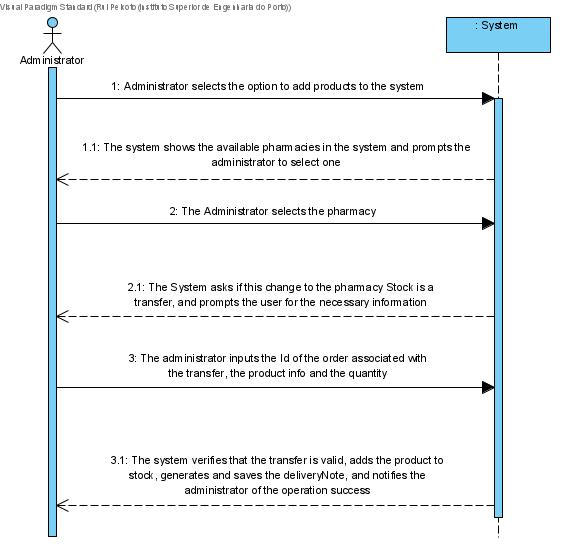 Visual Paradigm Standard (Rui Peixoto (Instituto Superior de Engenharia do Porto))
: System
Administrator
1: Administrator selects the option to add products to the system
1.1: The system shows the available pharmacies in the system and prompts the
administrator to select one
2: The Administrator selects the pharmacy
2.1: The System asks if this change to the pharmacy Stock is a
transfer, and prompts the user for the necessary information
3: The administrator inputs the Id of the order associated with
the transfer, the product info and the quantity
3.1: The system verifies that the transfer is valid, adds the product to
stock, generates and saves the deliveryNote, and notifies the
administrator of the operation success